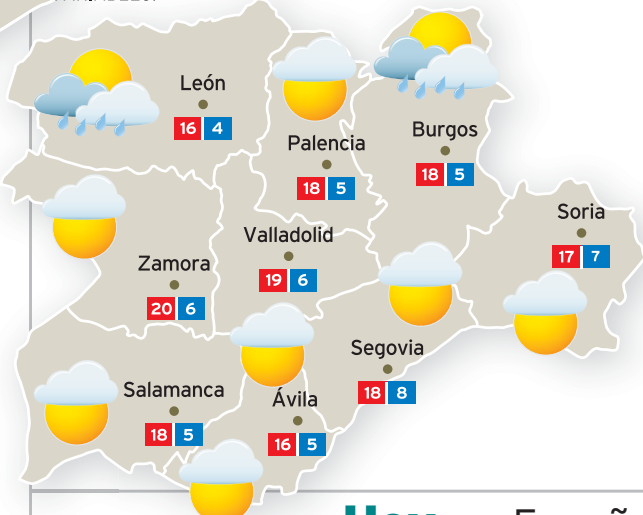 León
16 4
Palencia
18 5
Burgos
18 5
Soria
17 7
Valladolid
19 6
Zamora
20 6
Segovia
18 8
Salamanca
18 5
Ávila
16 5